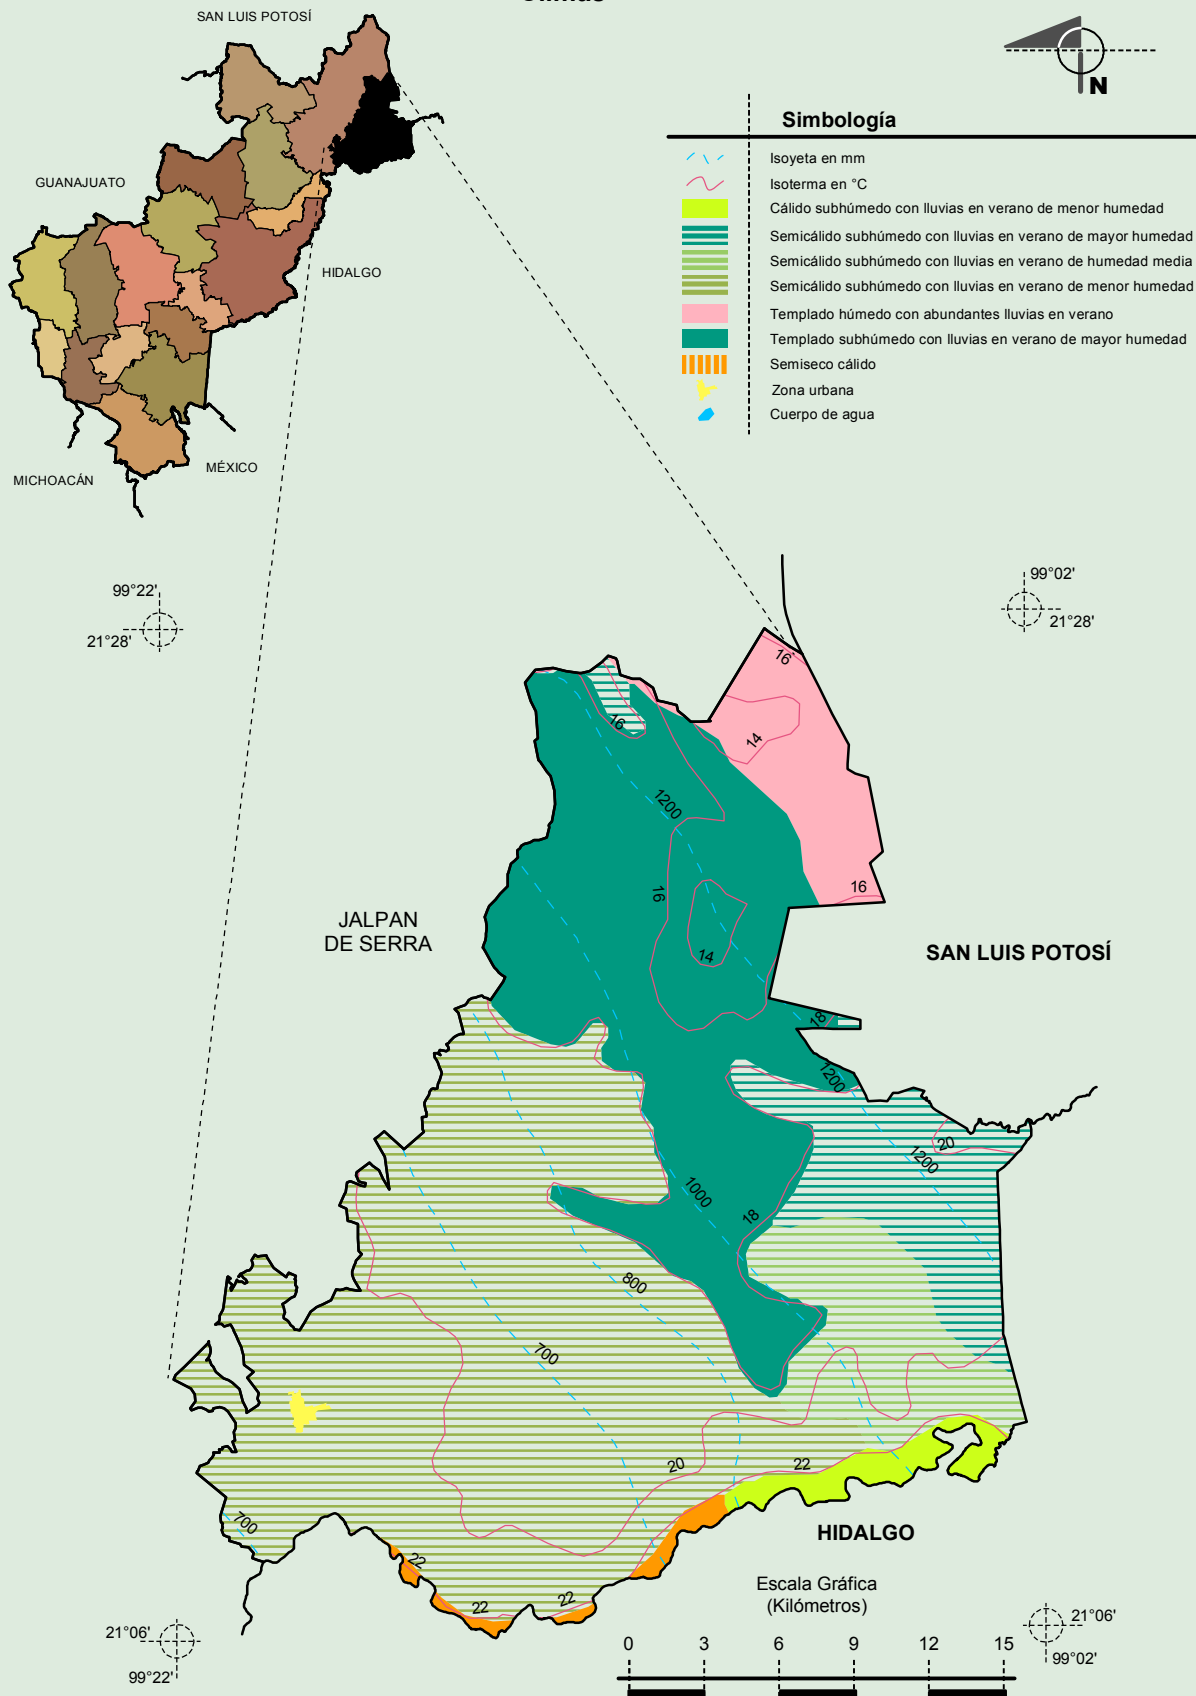 Climas
SAN LUIS POTOSÍ
GUANAJUATO
HIDALGO
MÉXICO
MICHOACÁN
N
Simbología
Isoyeta en mm
Isoterma en °C
Cálido subhúmedo con lluvias en verano de menor humedad
Semicálido subhúmedo con lluvias en verano de mayor humedad
Semicálido subhúmedo con lluvias en verano de humedad media
Semicálido subhúmedo con lluvias en verano de menor humedad
Templado húmedo con abundantes lluvias en verano
Templado subhúmedo con lluvias en verano de mayor humedad
Semiseco cálido
Zona urbana
Cuerpo de agua
99°22'
21°28'
99°02'
21°28'
16
16
14
1200
16
16
14
JALPAN
DE SERRA
SAN LUIS POTOSÍ
18
1200
20
1200
1000
18
800
700
20
22
700
22
22
22
HIDALGO
Escala Gráfica
(Kilómetros)
0 3 6 9 12 15
21°06'
99°22'
21°06'
99°02'